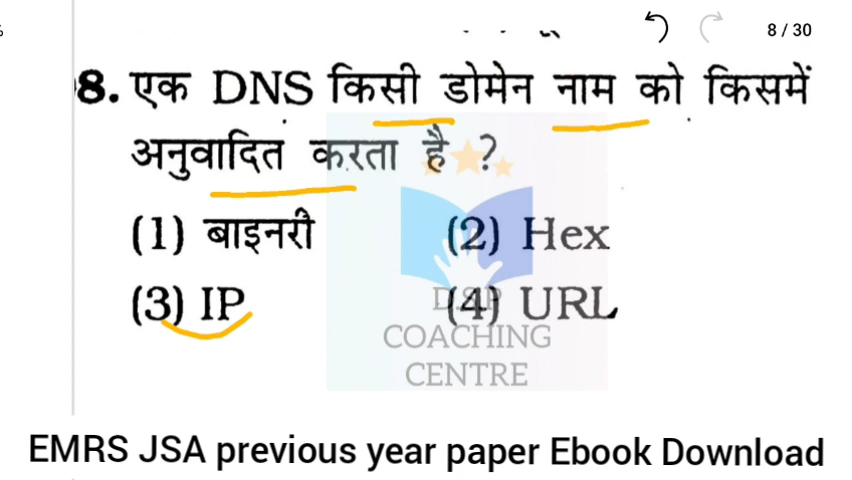 8 / 30
8. एक DNS किसी डोमेन नाम को किसमें
अनुवादित करता है ?
(1) बाइनरी (2) Hex
(3) IP (4) URL
D.S.P
COACHING
CENTRE
EMRS JSA previous year paper Ebook Download